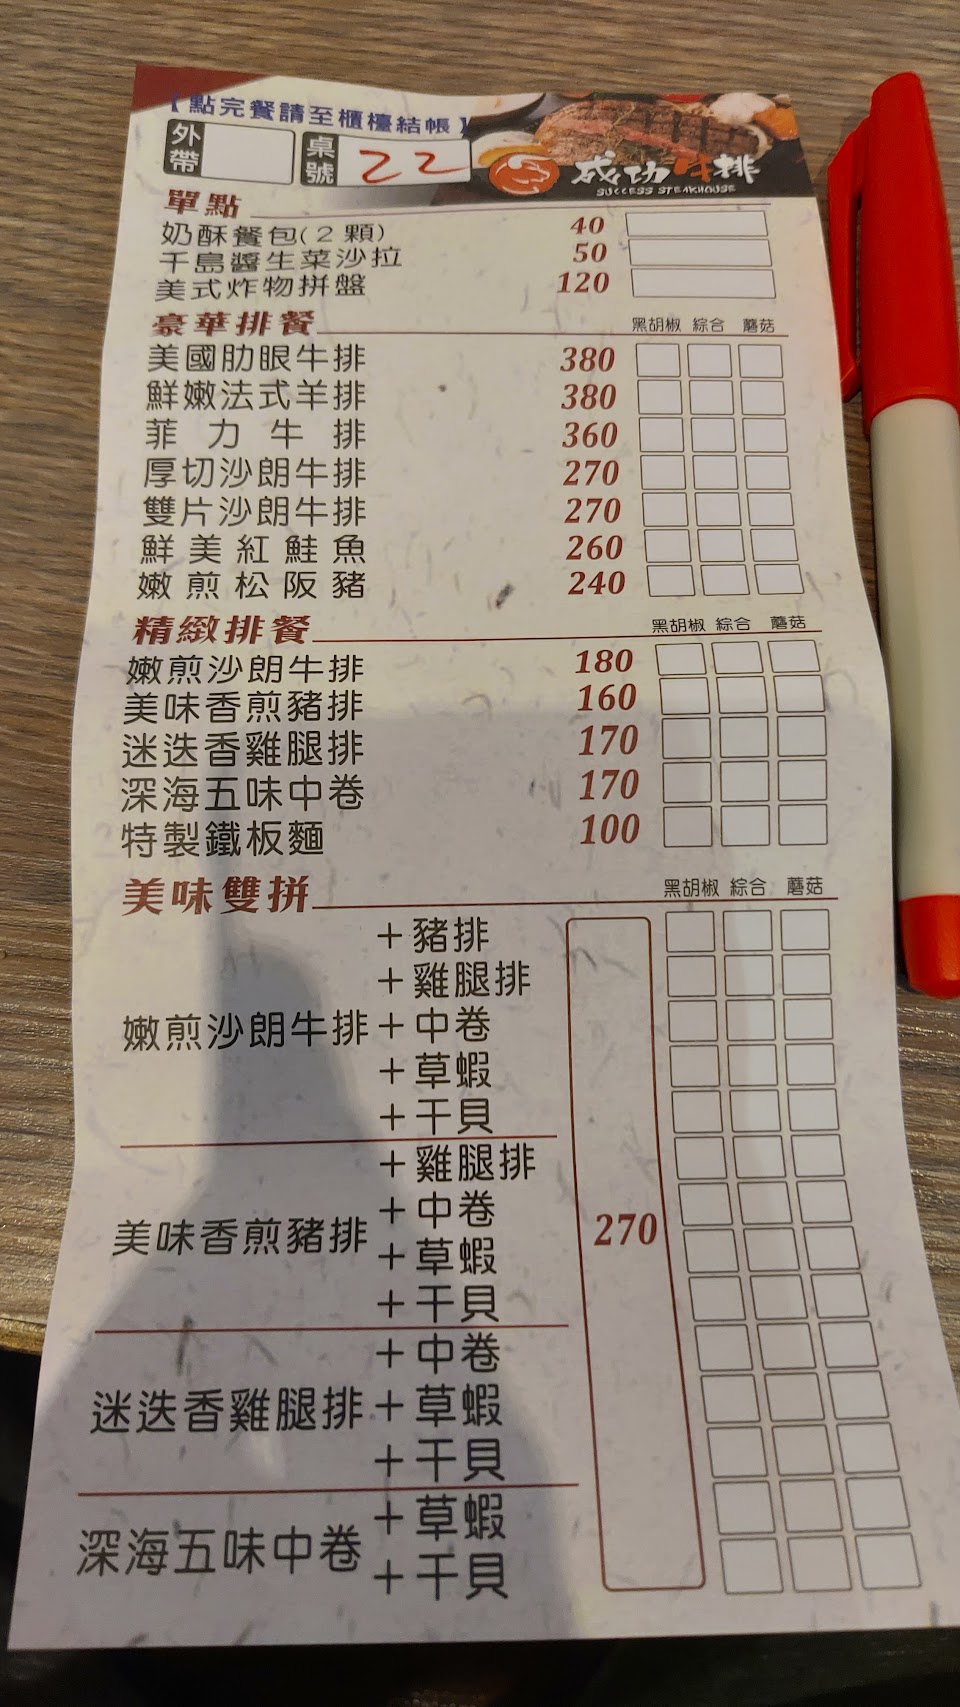 【點完餐請至櫃檯結帳】
外帶
桌號 22
成功牛排
SUCCESS STEAKHOUSE
單點
奶酥餐包(2顆) 40
千島醬生菜沙拉 50
美式炸物拼盤 120
豪華排餐 黑胡椒 綜合 蘑菇
美國肋眼牛排 380
鮮嫩法式羊排 380
菲力牛排 360
厚切沙朗牛排 270
雙片沙朗牛排 270
鮮美紅鮭魚 260
嫩煎松阪豬 240
精緻排餐 黑胡椒 綜合 蘑菇
嫩煎沙朗牛排 180
美味香煎豬排 160
迷迭香雞腿排 170
深海五味中卷 170
特製鐵板麵 100
美味雙拼 黑胡椒 綜合 蘑菇
+豬排
+雞腿排
嫩煎沙朗牛排+中卷
+草蝦
+干貝
+雞腿排
+中卷
美味香煎豬排 270
+草蝦
+干貝
+中卷
迷迭香雞腿排+草蝦
+干貝
+草蝦
深海五味中卷
+干貝